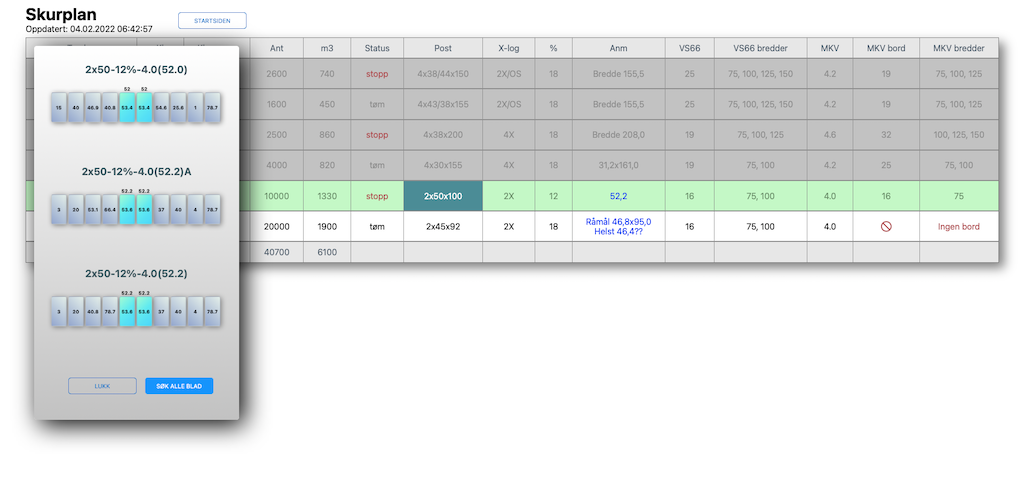 Skurplan
STARTSIDEN
Oppdatert: 04.02.2022 06:42:57
Ant m3 Status Post X-log % Anm VS66 VS66 bredder MKV MKV bord MKV bredder
2600 740 stopp 4x38/44x150 2X/OS 18 Bredde 155,5 25 75, 100, 125, 150 4.2 19 75, 100, 125
1600 450 tøm 4x43/38x155 2X/OS 18 Bredde 155,5 25 75, 100, 125, 150 4.2 19 75, 100, 125
2500 860 stopp 4x38x200 4X 18 Bredde 208,0 19 75, 100, 125 4.6 32 100, 125, 150
4000 820 tøm 4x30x155 4X 18 31,2x161,0 19 75, 100 4.2 25 75, 100
10000 1330 stopp 2x50x100 2X 12 52,2 16 75, 100 4.0 16 75
20000 1900 tøm 2x45x92 2X 18 Råmål 46,8x95,0 16 75, 100 4.0 Ingen bord
Helst 46,4??
40700 6100
2x50-12%-4.0(52.0)
52 52
15 40 46.9 40.8 53.4 53.4 54.6 25.6 1 78.7
2x50-12%-4.0(52.2)A
52.2 52.2
3 20 53.1 66.4 53.6 53.6 37 40 4 78.7
2x50-12%-4.0(52.2)
52.2 52.2
3 20 40.8 78.7 53.6 53.6 37 40 4 78.7
LUKK
SØK ALLE BLAD